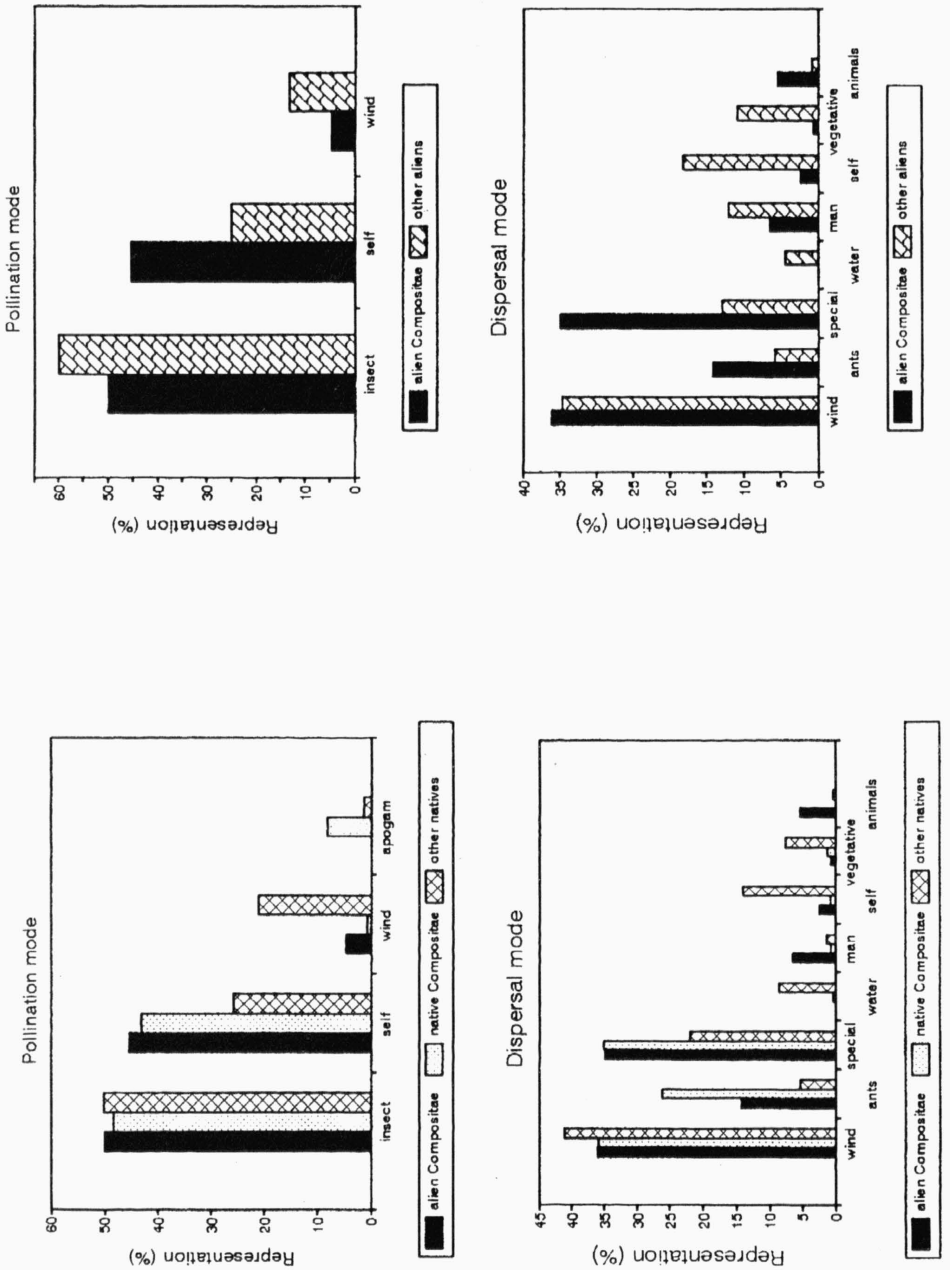 Pollination mode
Representation (%)
60
50
40
30
20
10
0
insect self wind apogam
alien Compositae native Compositae other natives
Pollination mode
Representation (%)
60
50
40
30
20
10
0
insect self wind
alien Compositae other aliens
Dispersal mode
Representation (%)
45
40
35
30
25
20
15
10
5
0
wind ants special water man self vegetative animals
alien Compositae native Compositae other natives
Dispersal mode
Representation (%)
40
35
30
25
20
15
10
5
0
wind ants special water man self vegetative animals
alien Compositae other aliens